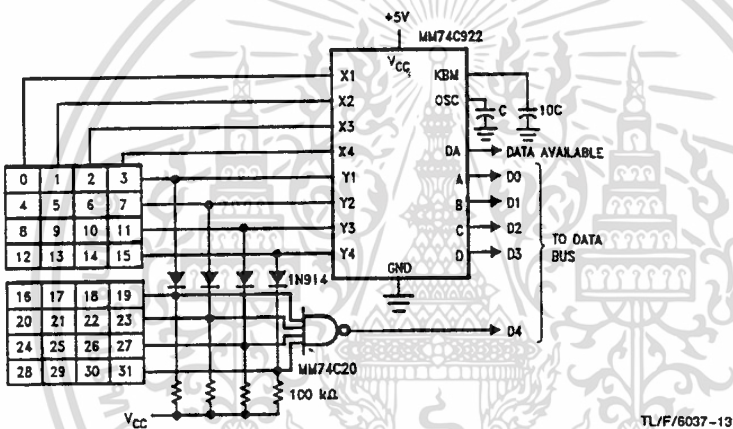 +5V
MM74C922
VCC
X1
KBM
X2
OSC
C
10C
X3
X4
DA
DATA AVAILABLE
0 1 2 3
Y1
A
D0
4 5 6 7
Y2
B
D1
8 9 10 11
Y3
C
D2
TO DATA
BUS
12 13 14 15
Y4
D
D3
GND
1N914
16 17 18 19
20 21 22 23
D4
24 25 26 27
28 29 30 31
MM74C20
100 kΩ
VCC
TL/F/6037-13